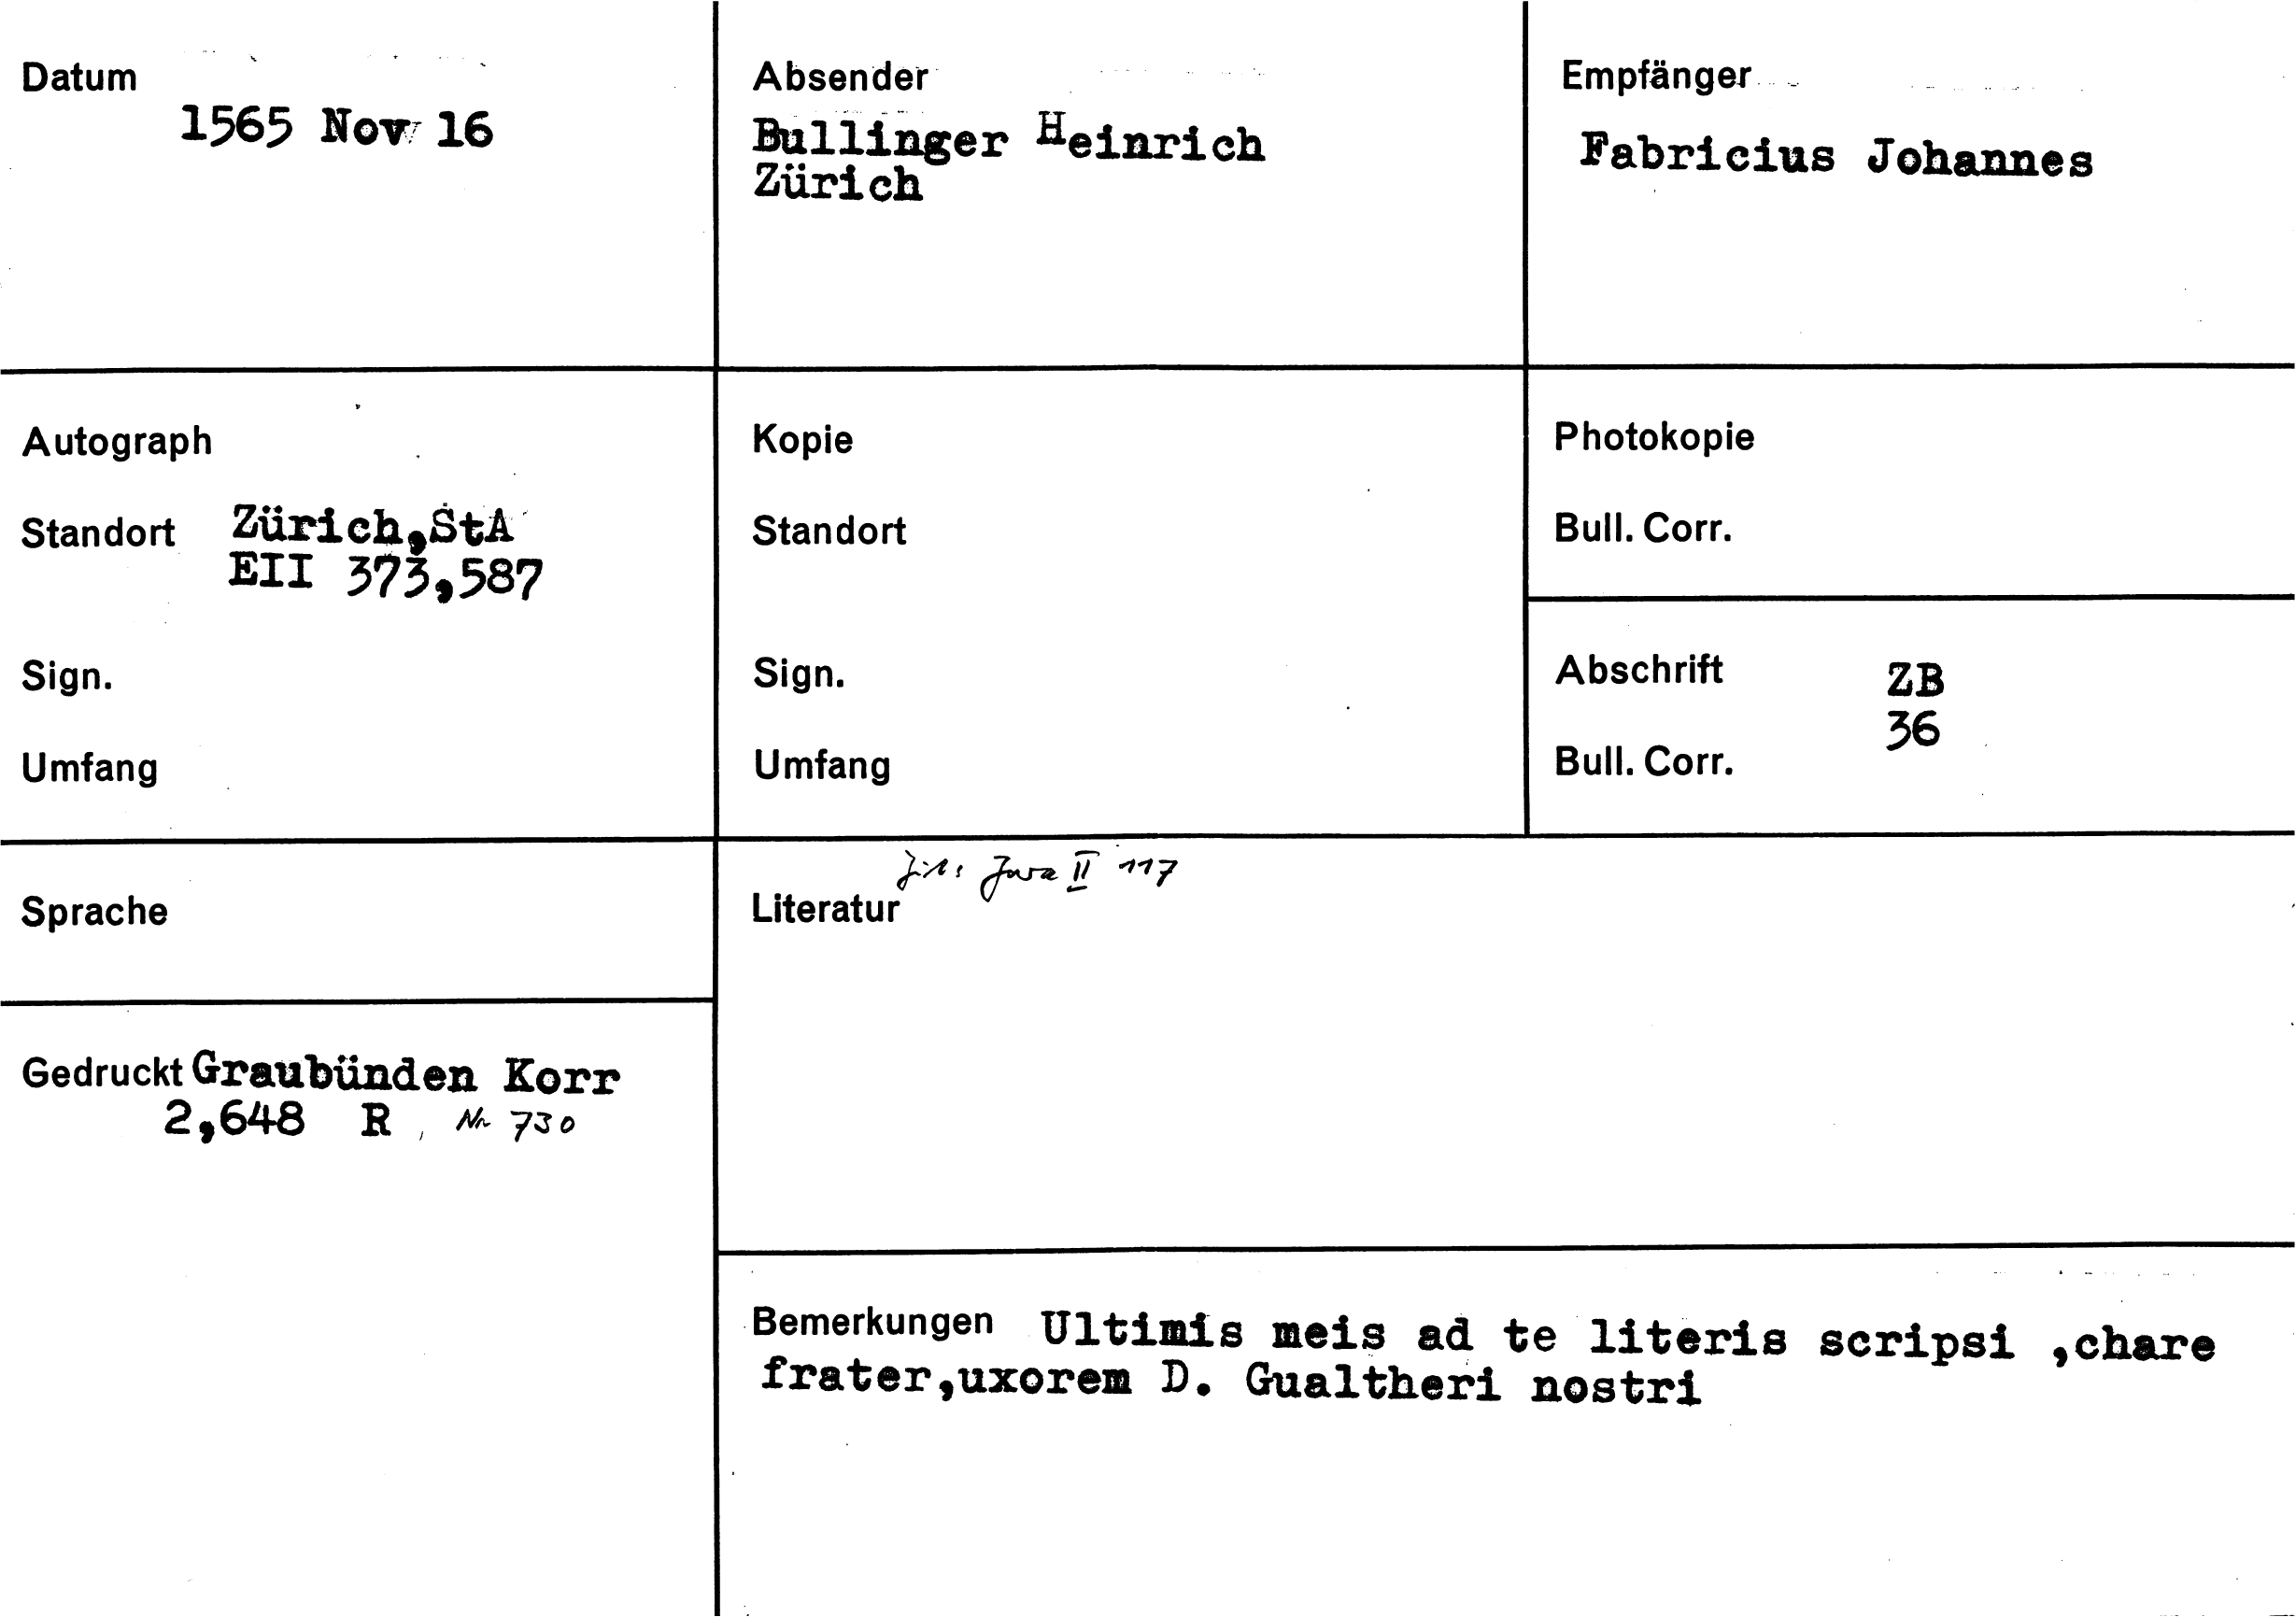 Datum
1565 Nov 16
Absender
Bullinger Heinrich
Zürich
Empfänger
Fabricius Johannes
Autograph
Standort Zürich,StA
EII 373,587
Sign.
Umfang
Kopie
Standort
Sign.
Umfang
Photokopie
Bull. Corr.
Abschrift ZB
36
Bull. Corr.
Sprache
Gedruckt Graubünden Korr
2,648 R, Nr 730
Jura II 117
Literatur
Bemerkungen Ultimis meis ad te literis scripsi ,chare
frater,uxorem D. Gualtheri nostri